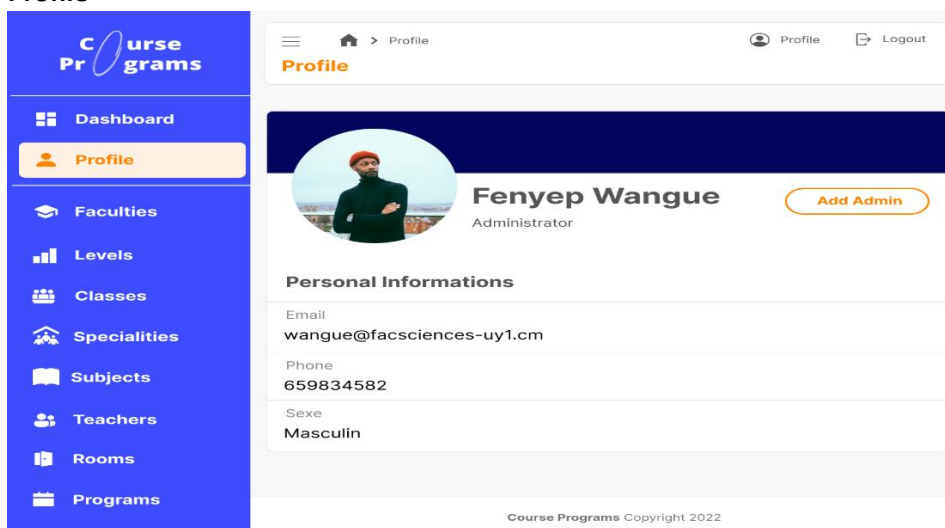 C urse
Pr grams
Dashboard
Profile
Faculties
Levels
Classes
Specialities
Subjects
Teachers
Rooms
Programs
> Profile
Profile
Logout
Profile
Fenyep Wangue
Administrator
Add Admin
Personal Informations
Email
wangue@facsciences-uy1.cm
Phone
659834582
Sexe
Masculin
Course Programs Copyright 2022